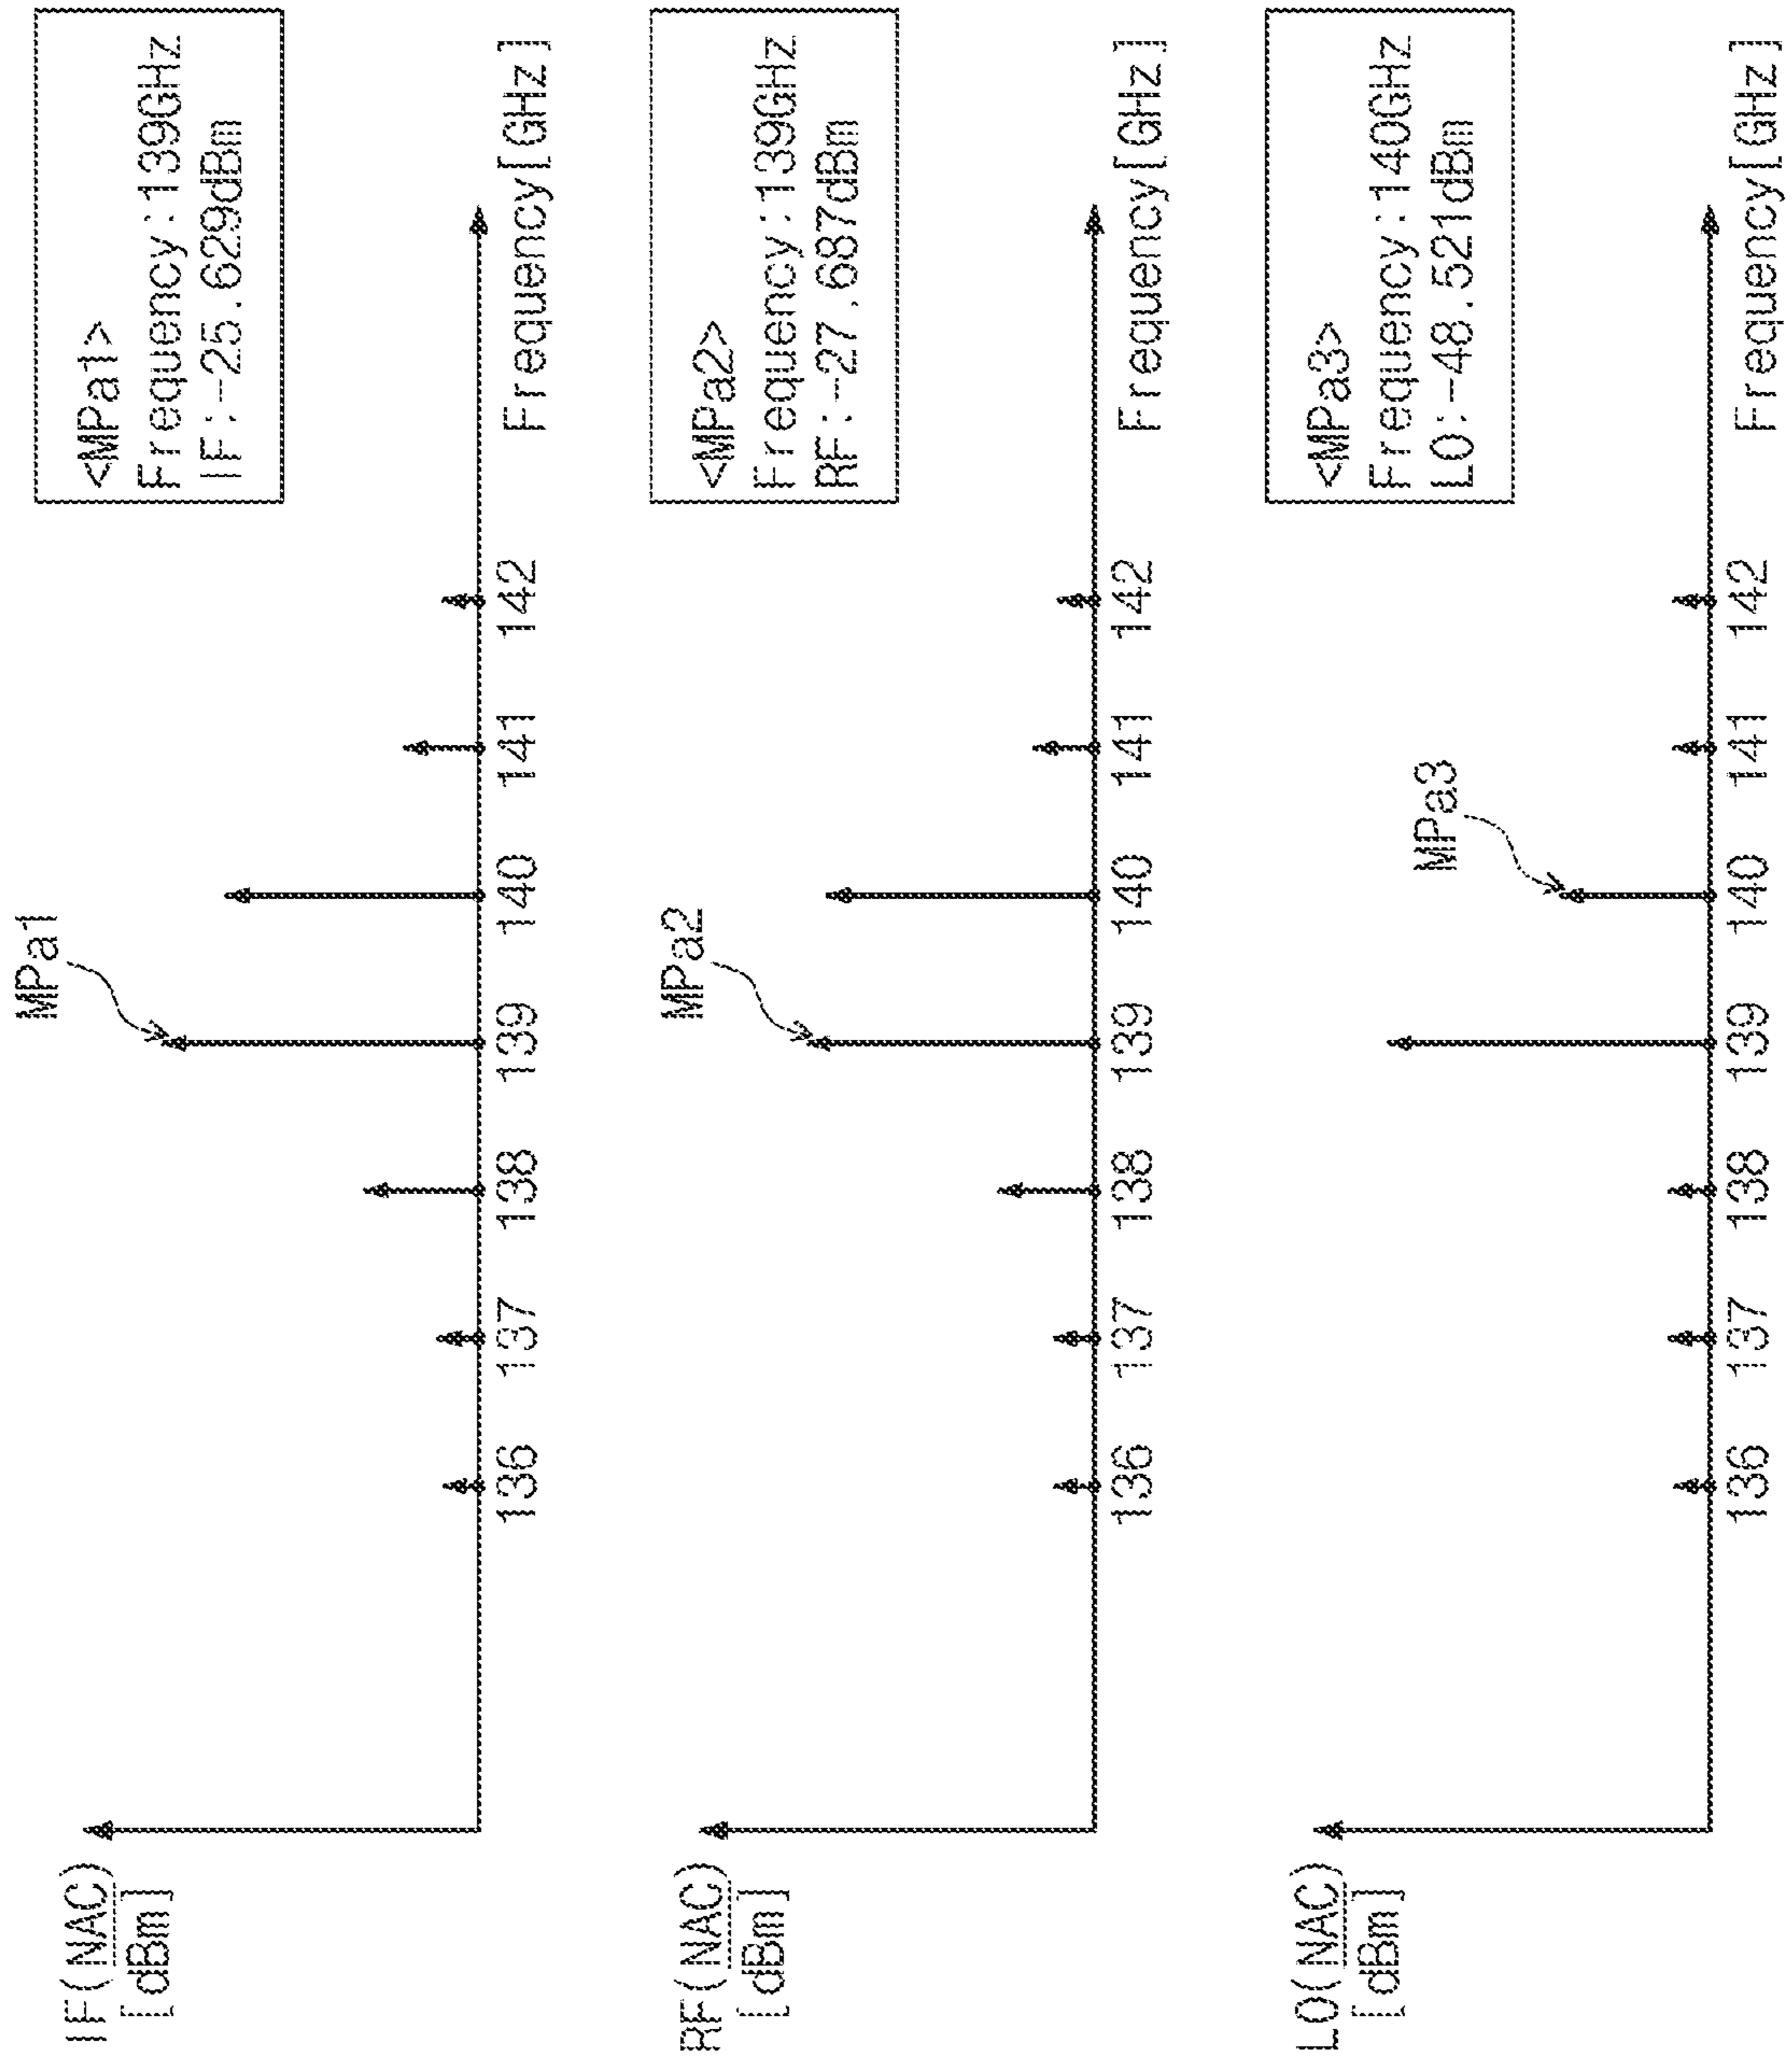 IF(NAC)
[dBm]
MPa1
<MPa1>
Frequency:139GHz
IF:-25.629dBm
136 137 138 139 140 141 142
Frequency[GHz]
RF(NAC)
[dBm]
MPa2
<MPa2>
Frequency:139GHz
RF:-27.687dBm
136 137 138 139 140 141 142
Frequency[GHz]
LO(NAC)
[dBm]
MPa3
<MPa3>
Frequency:140GHz
LO:-48.521dBm
136 137 138 139 140 141 142
Frequency[GHz]